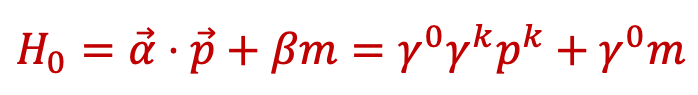 H₀ = α⃗ · p⃗ + βm = γ⁰γᵏpᵏ + γ⁰m